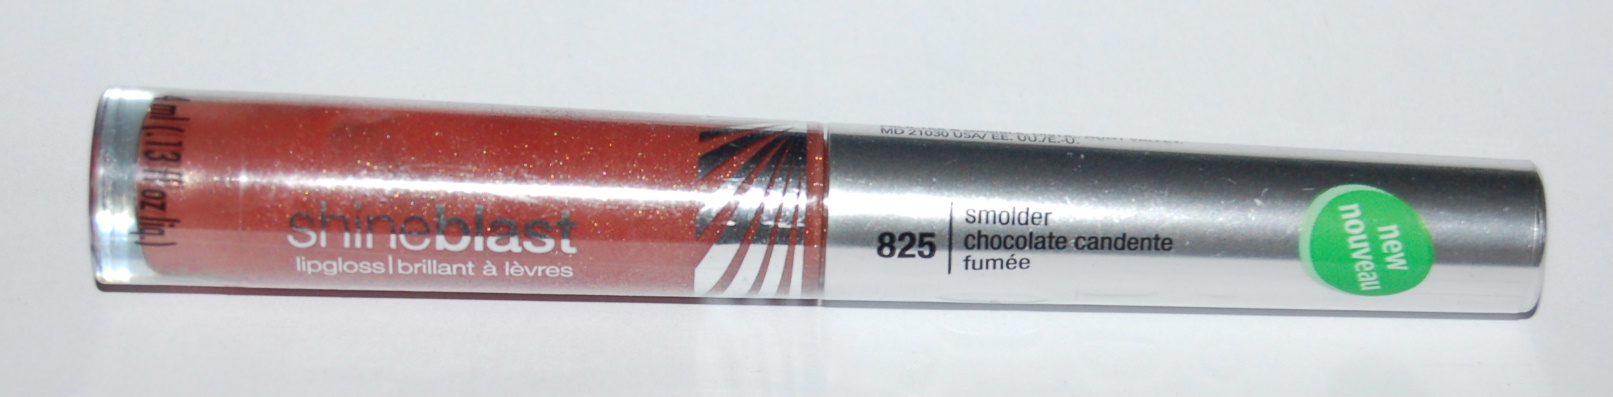 4 ml (.13 fl oz liq.)
shineblast
lipgloss | brillant à lèvres
MD 21030 USA/ EE. UU./E.-U.
825
smolder
chocolate candente
fumée
new
nouveau